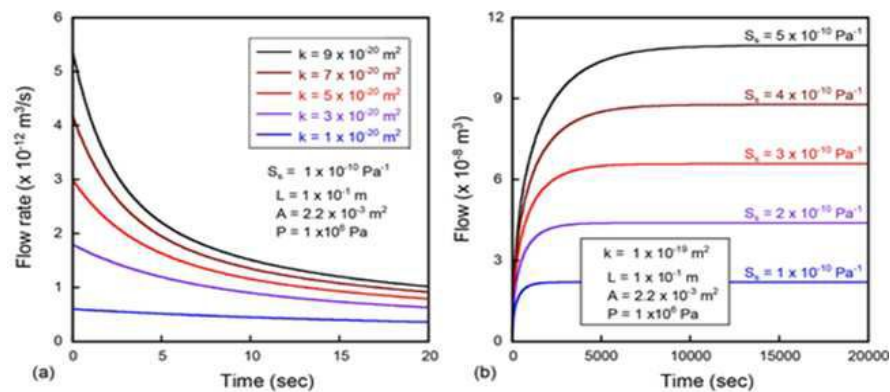 6
5
4
3
2
1
0
Flow rate (x 10⁻¹² m³/s)
k = 9 x 10⁻²⁰ m²
k = 7 x 10⁻²⁰ m²
k = 5 x 10⁻²⁰ m²
k = 3 x 10⁻²⁰ m²
k = 1 x 10⁻²⁰ m²
Sₛ = 1 x 10⁻¹⁰ Pa⁻¹
L = 1 x 10⁻¹ m
A = 2.2 x 10⁻³ m²
P = 1 x10⁶ Pa
0 5 10 15 20
(a) Time (sec)
12
9
6
3
0
Flow (x 10⁻⁸ m³)
Sₛ = 5 x 10⁻¹⁰ Pa⁻¹
Sₛ = 4 x 10⁻¹⁰ Pa⁻¹
Sₛ = 3 x 10⁻¹⁰ Pa⁻¹
Sₛ = 2 x 10⁻¹⁰ Pa⁻¹
Sₛ = 1 x 10⁻¹⁰ Pa⁻¹
k = 1 x 10⁻¹⁹ m²
L = 1 x 10⁻¹ m
A = 2.2 x 10⁻³ m²
P = 1 x10⁶ Pa
0 5000 10000 15000 20000
(b) Time (sec)